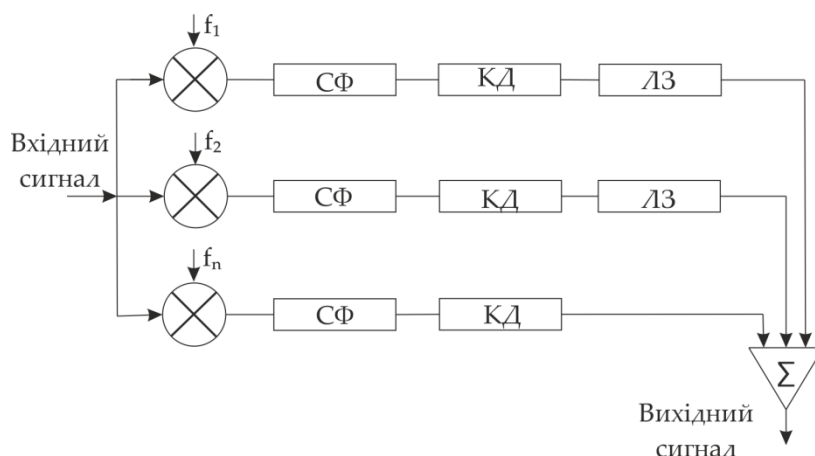 f₁
СФ
КД
ЛЗ
Вхідний
сигнал
f₂
СФ
КД
ЛЗ
fₙ
СФ
КД
Σ
Вихідний
сигнал